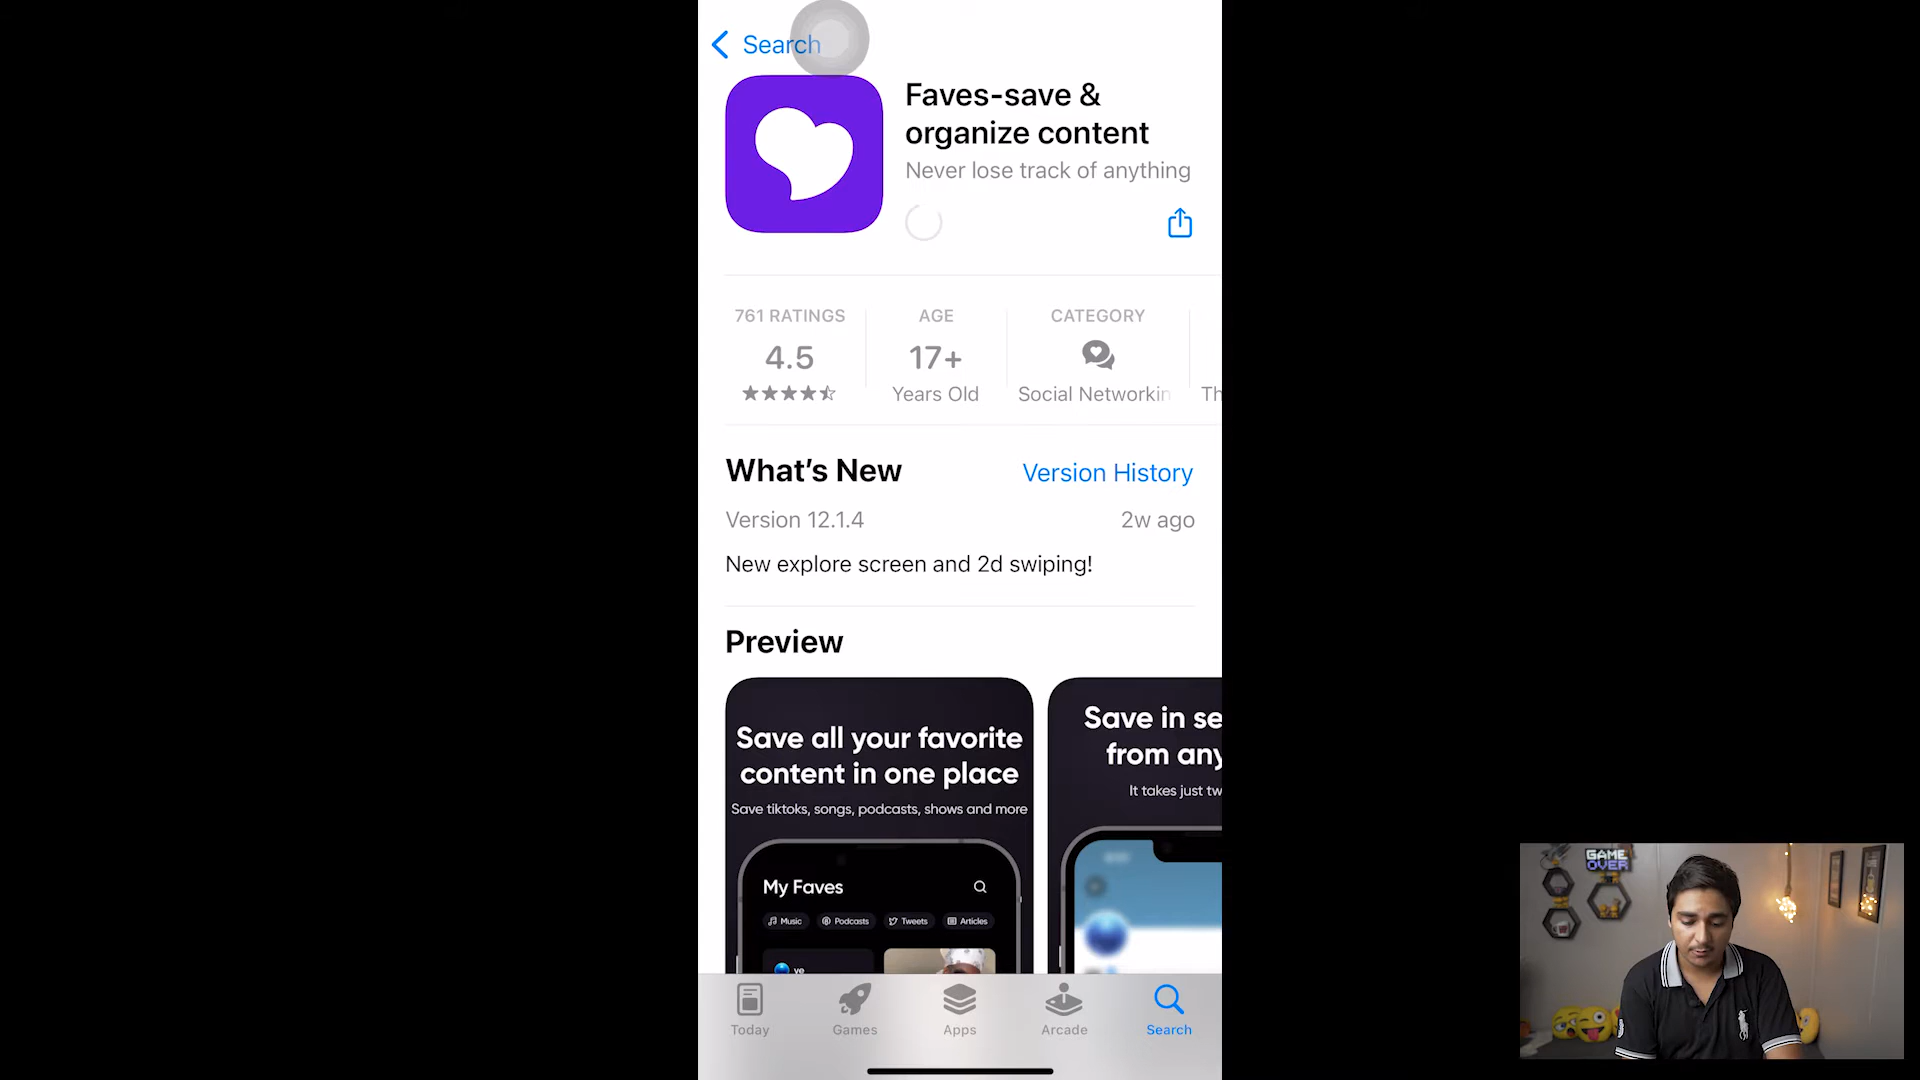 Search
Faves-save &
organize content
Never lose track of anything
761 RATINGS
4.5
AGE
17+
Years Old
CATEGORY
Social Networkin
Th
What's New
Version History
Version 12.1.4
2w ago
New explore screen and 2d swiping!
Preview
Save all your favorite
content in one place
Save tiktoks, songs, podcasts, shows and more
My Faves
Music
Podcasts
Tweets
Articles
ve
Save in se
from any
It takes just tw
Today
Games
Apps
Arcade
Search
GAME
OVER